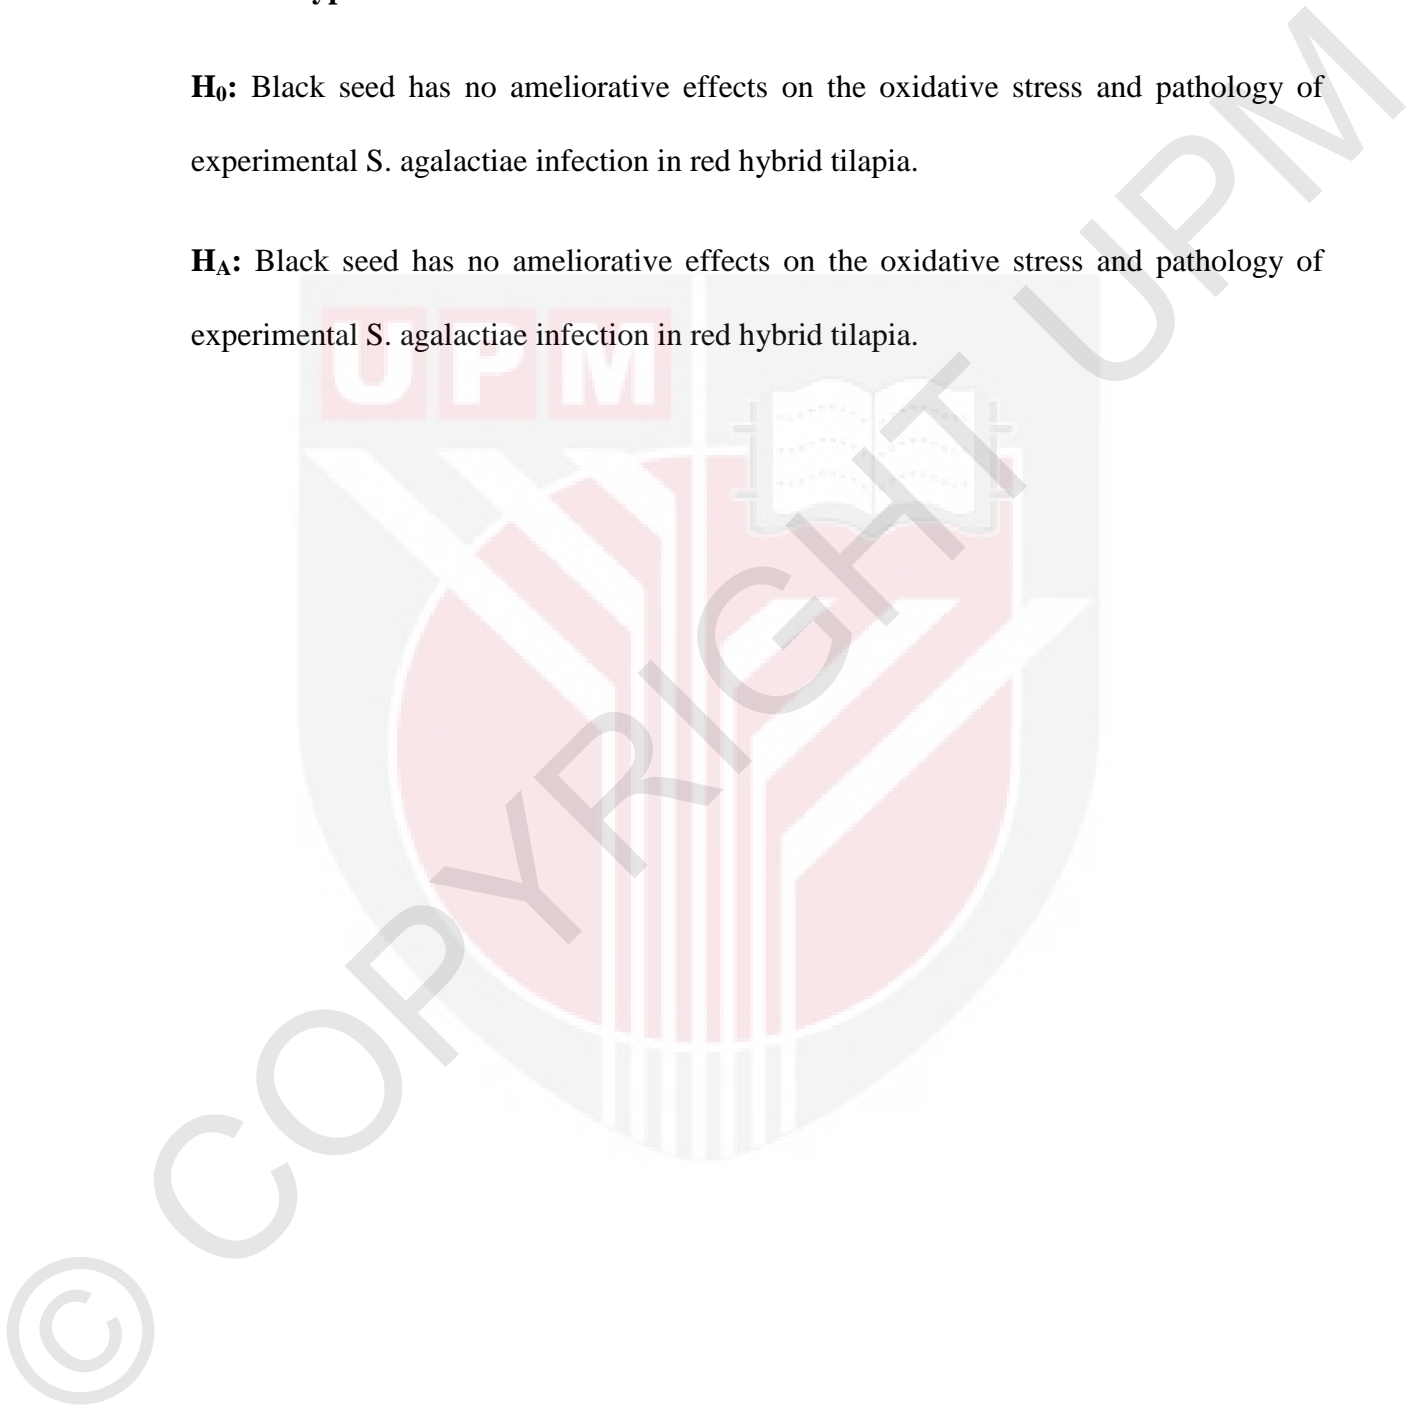 H₀: Black seed has no ameliorative effects on the oxidative stress and pathology of
experimental S. agalactiae infection in red hybrid tilapia.
H_A: Black seed has no ameliorative effects on the oxidative stress and pathology of
experimental S. agalactiae infection in red hybrid tilapia.
UPM
© COPYRIGHT UPM